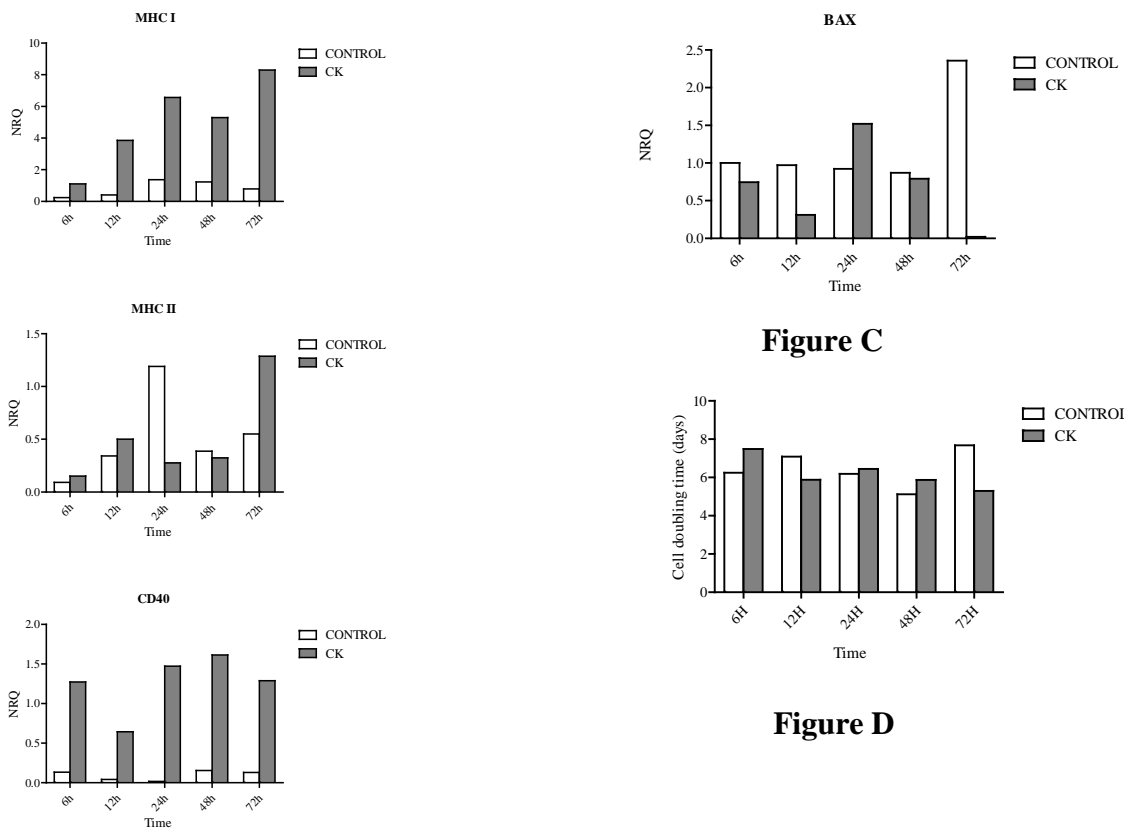 MHC I
10
8
6
4
2
0
NRQ
6h 12h 24h 48h 72h
Time
CONTROL
CK
MHC II
1.5
1.0
0.5
0.0
NRQ
6h 12h 24h 48h 72h
Time
CONTROL
CK
CD40
2.0
1.5
1.0
0.5
0.0
NRQ
6h 12h 24h 48h 72h
Time
CONTROL
CK
BAX
2.5
2.0
1.5
1.0
0.5
0.0
NRQ
6h 12h 24h 48h 72h
Time
CONTROL
CK
Figure C
10
8
6
4
2
0
Cell doubling time (days)
6H 12H 24H 48H 72H
Time
CONTROI
CK
Figure D